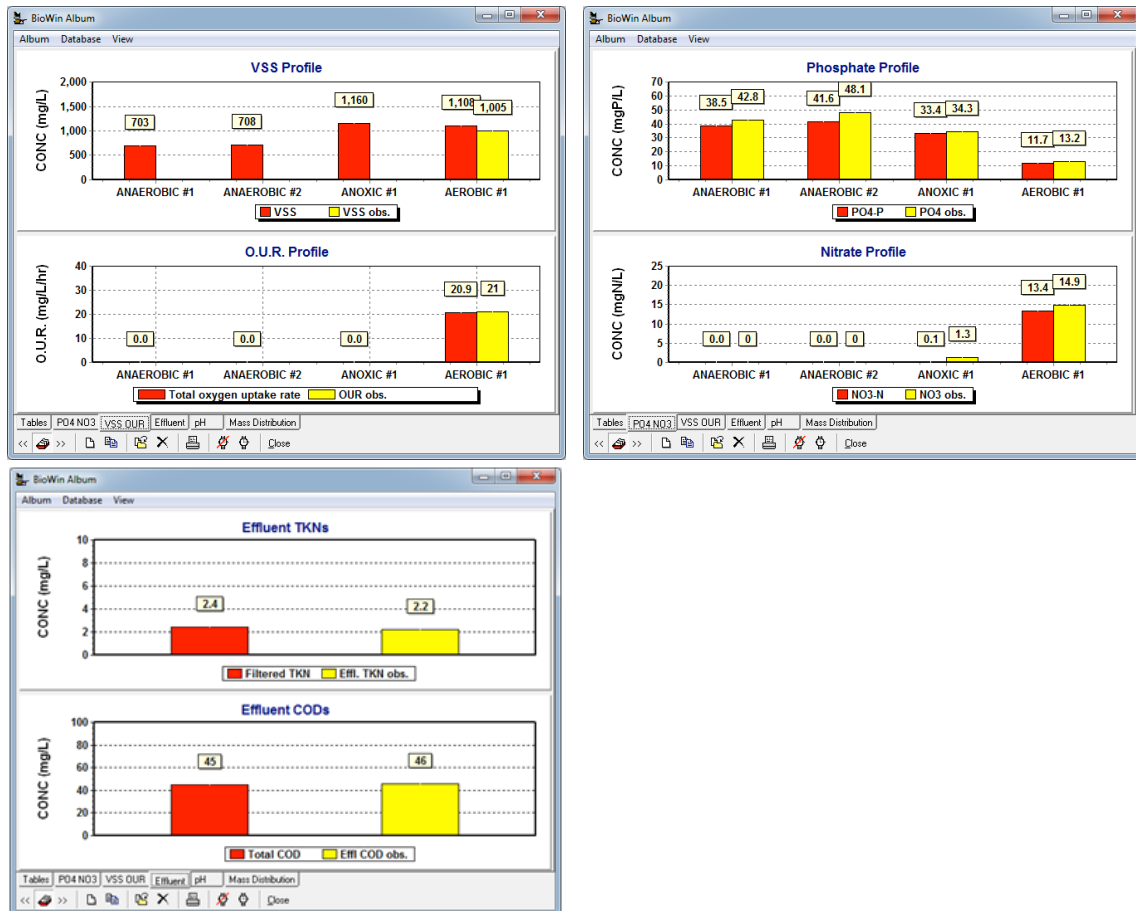 BioWin Album
Album Database View
VSS Profile
CONC (mg/L)
2,000
1,500
1,000
500
0
703
708
1,160
1,108
1,005
ANAEROBIC #1 ANAEROBIC #2 ANOXIC #1 AEROBIC #1
VSS VSS obs.
O.U.R. Profile
O.U.R. (mg/L/hr)
40
30
20
10
0
0.0
0.0
0.0
20.9
21
ANAEROBIC #1 ANAEROBIC #2 ANOXIC #1 AEROBIC #1
Total oxygen uptake rate OUR obs.
Tables PO4 NO3 VSS OUR Effluent pH Mass Distribution
<< >> Close
BioWin Album
Album Database View
Phosphate Profile
CONC (mgP/L)
70
60
50
40
30
20
10
0
38.5 42.8
41.6 48.1
33.4 34.3
11.7 13.2
ANAEROBIC #1 ANAEROBIC #2 ANOXIC #1 AEROBIC #1
PO4-P PO4 obs.
Nitrate Profile
CONC (mgN/L)
25
20
15
10
5
0
0.0 0
0.0 0
0.1 1.3
13.4 14.9
ANAEROBIC #1 ANAEROBIC #2 ANOXIC #1 AEROBIC #1
NO3-N NO3 obs.
Tables PO4 NO3 VSS OUR Effluent pH Mass Distribution
<< >> Close
BioWin Album
Album Database View
Effluent TKNs
CONC (mg/L)
10
8
6
4
2
0
2.4
2.2
Filtered TKN Effl. TKN obs.
Effluent CODs
CONC (mg/L)
100
80
60
40
20
0
45
46
Total COD Effl COD obs.
Tables PO4 NO3 VSS OUR Effluent pH Mass Distribution
<< >> Close